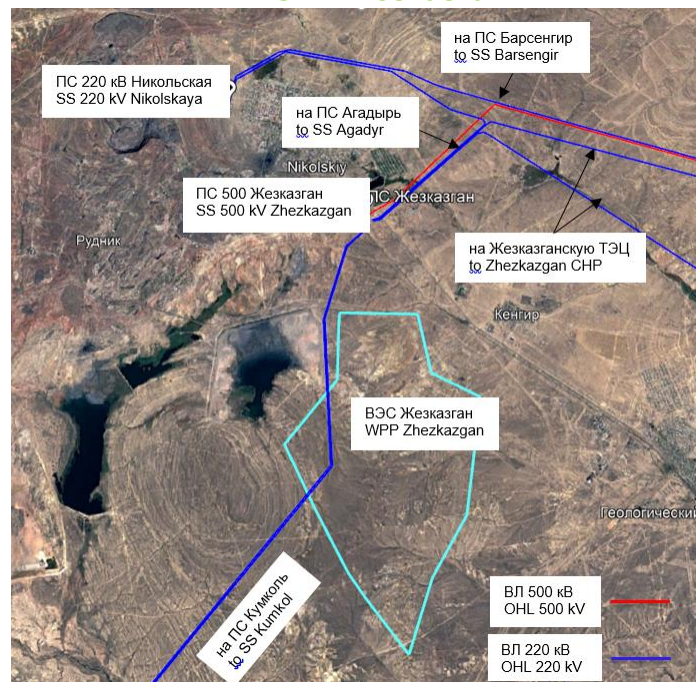 на ПС Барсенгир
to SS Barsengir
ПС 220 кВ Никольская
SS 220 kV Nikolskaya
на ПС Агадырь
to SS Agadyr
Nikolskiy
ПС 500 Жезказган
SS 500 kV Zhezkazgan
ПС Жезказган
Рудник
на Жезказганскую ТЭЦ
to Zhezkazgan CHP
Кенгир
ВЭС Жезказган
WPP Zhezkazgan
Геологический
на ПС Кумколь
to SS Kumkol
ВЛ 500 кВ
OHL 500 kV
ВЛ 220 кВ
OHL 220 kV